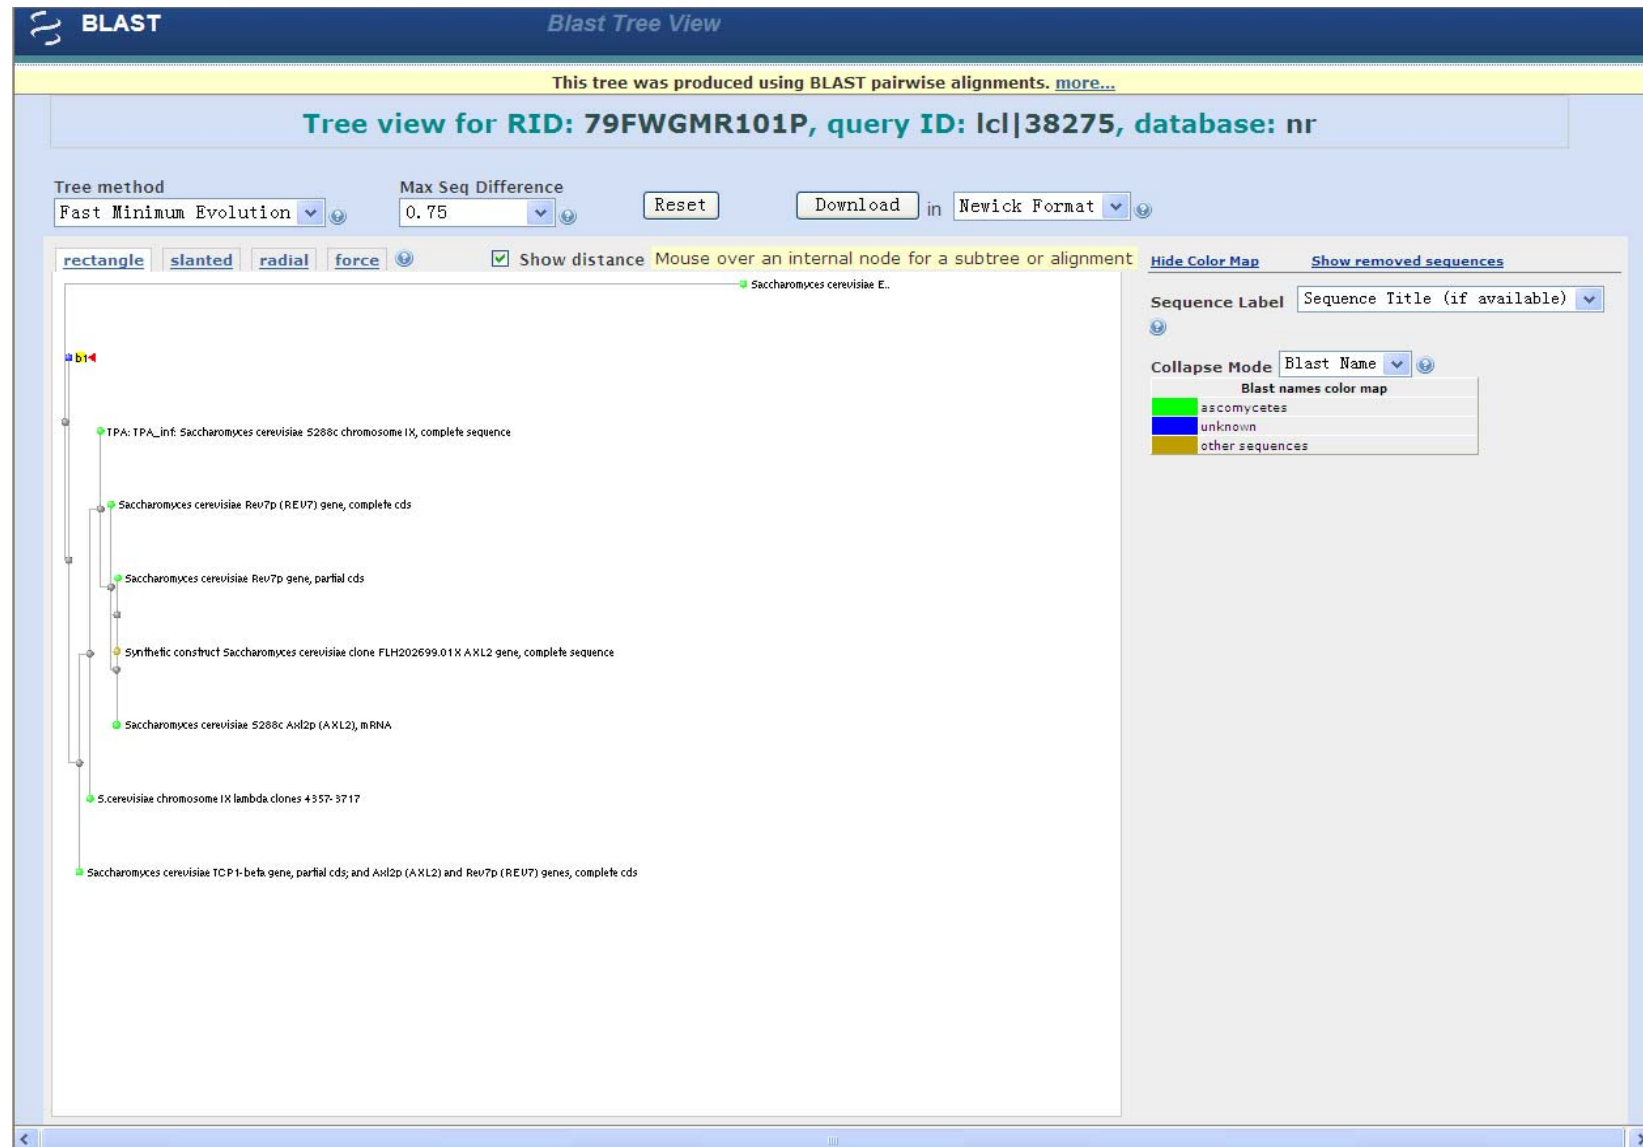 BLAST Blast Tree View
This tree was produced using BLAST pairwise alignments. more...
Tree view for RID: 79FWGMR101P, query ID: lcl|38275, database: nr
Tree method Max Seq Difference
Fast Minimum Evolution 0.75 Reset Download in Newick Format
rectangle slanted radial force Show distance Mouse over an internal node for a subtree or alignment Hide Color Map Show removed sequences
Saccharomyces cerevisiae E..
Sequence Label Sequence Title (if available)
b1
Collapse Mode Blast Name
Blast names color map
ascomycetes
unknown
other sequences
TPA: TPA_inf: Saccharomyces cerevisiae S288c chromosome IX, complete sequence
Saccharomyces cerevisiae Rev7p (REV7) gene, complete cds
Saccharomyces cerevisiae Rev7p gene, partial cds
Synthetic construct Saccharomyces cerevisiae clone FLH202699.01X AXL2 gene, complete sequence
Saccharomyces cerevisiae S288c Axl2p (AXL2), mRNA
S.cerevisiae chromosome IX lambda clones 4357-3717
Saccharomyces cerevisiae TCP1-beta gene, partial cds; and Axl2p (AXL2) and Rev7p (REV7) genes, complete cds